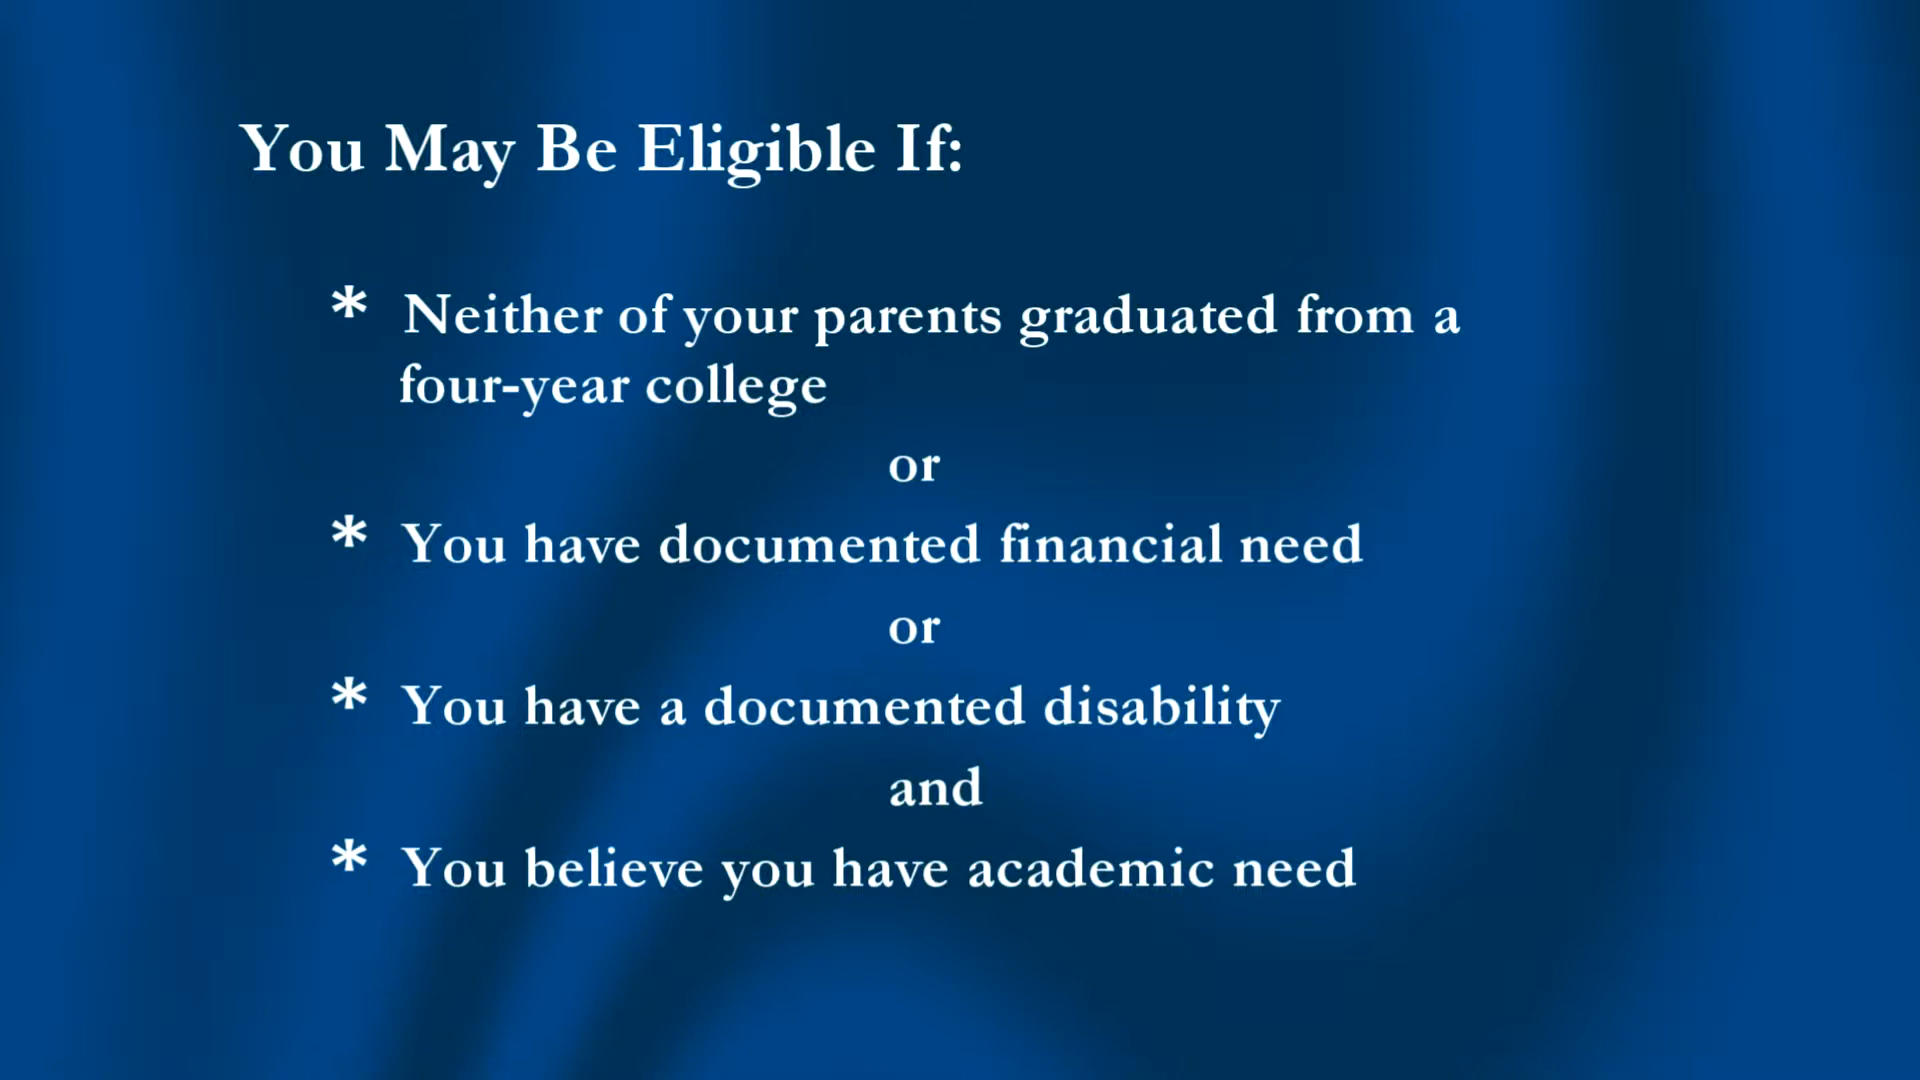 You May Be Eligible If:
* Neither of your parents graduated from a
four-year college
or
* You have documented financial need
or
* You have a documented disability
and
* You believe you have academic need